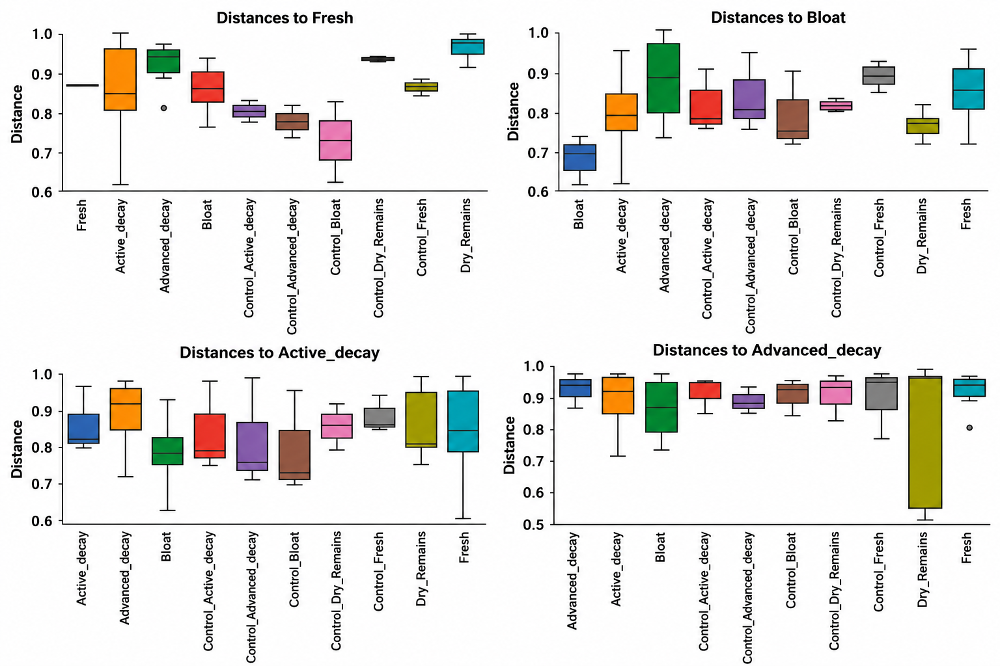 Distances to Fresh
Distance
1.0
0.9
0.8
0.7
0.6
Fresh
Active_decay
Advanced_decay
Bloat
Control_Active_decay
Control_Advanced_decay
Control_Bloat
Control_Dry_Remains
Control_Fresh
Dry_Remains
Distances to Bloat
Distance
1.0
0.9
0.8
0.7
0.6
Bloat
Active_decay
Advanced_decay
Control_Active_decay
Control_Advanced_decay
Control_Bloat
Control_Dry_Remains
Control_Fresh
Dry_Remains
Fresh
Distances to Active_decay
Distance
1.0
0.9
0.8
0.7
0.6
Active_decay
Advanced_decay
Bloat
Control_Active_decay
Control_Advanced_decay
Control_Bloat
Control_Dry_Remains
Control_Fresh
Dry_Remains
Fresh
Distances to Advanced_decay
Distance
1.0
0.9
0.8
0.7
0.6
0.5
Advanced_decay
Active_decay
Bloat
Control_Active_decay
Control_Advanced_decay
Control_Bloat
Control_Dry_Remains
Control_Fresh
Dry_Remains
Fresh